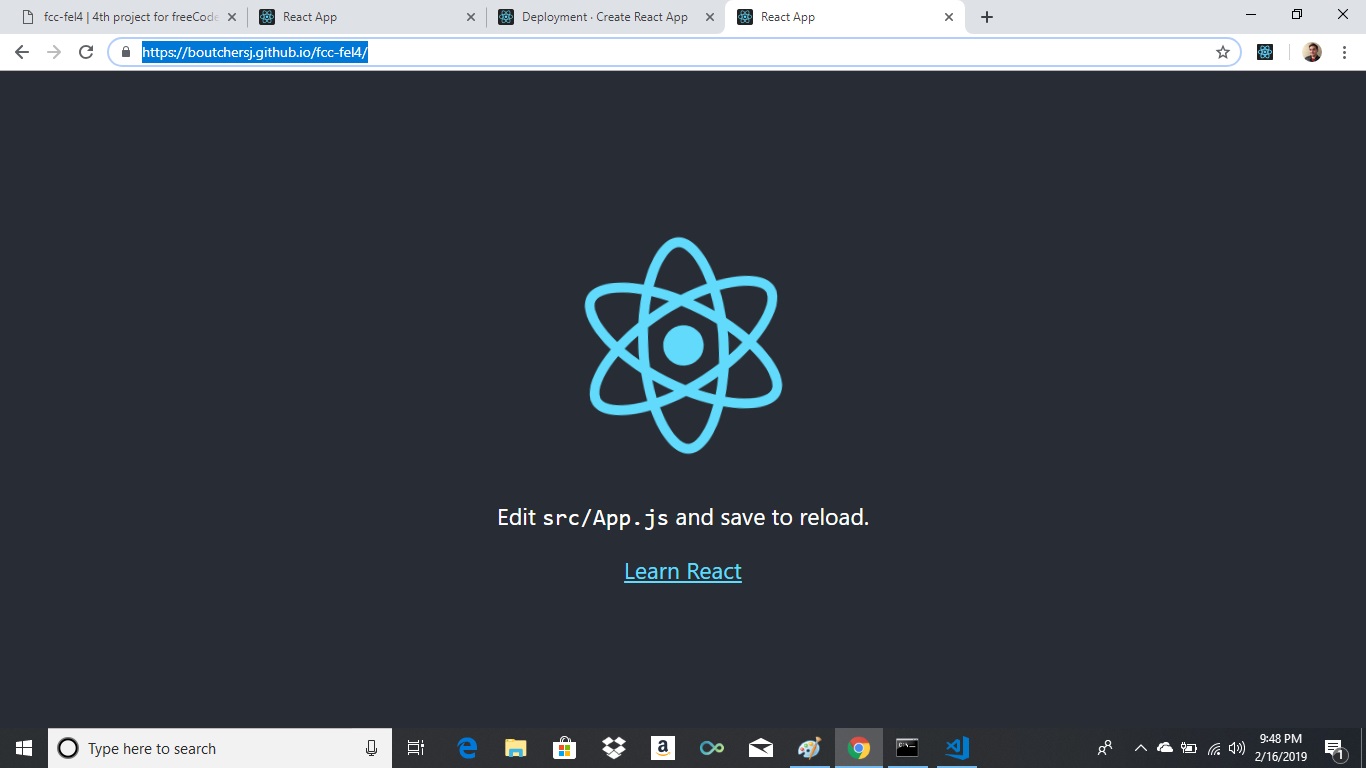 fcc-fel4 | 4th project for freeCode
React App
Deployment · Create React App
React App
https://boutchersj.github.io/fcc-fel4/
Edit src/App.js and save to reload.
Learn React
Type here to search
9:48 PM
2/16/2019
1